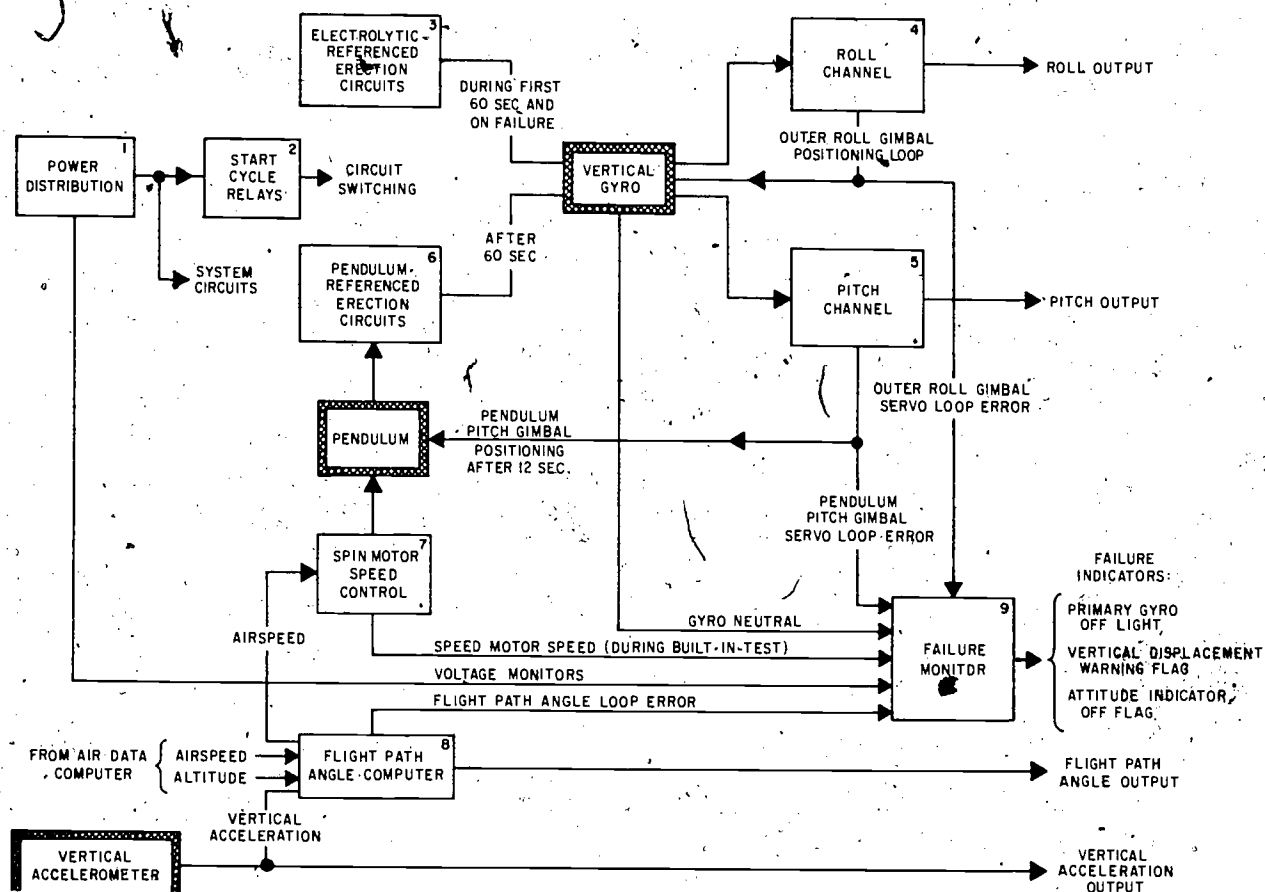 3
ELECTROLYTIC-
REFERENCED
ERECTION
CIRCUITS
DURING FIRST
60 SEC AND
ON FAILURE
4
ROLL
CHANNEL
ROLL OUTPUT
OUTER ROLL GIMBAL
POSITIONING LOOP
1
POWER
DISTRIBUTION
2
START
CYCLE
RELAYS
CIRCUIT
SWITCHING
VERTICAL
GYRO
SYSTEM
CIRCUITS
AFTER
60 SEC
6
PENDULUM-
REFERENCED
ERECTION
CIRCUITS
5
PITCH
CHANNEL
PITCH OUTPUT
OUTER ROLL GIMBAL
SERVO LOOP ERROR
PENDULUM
PENDULUM
PITCH GIMBAL
POSITIONING
AFTER 12 SEC.
PENDULUM
PITCH GIMBAL
SERVO LOOP ERROR
7
SPIN MOTOR
SPEED
CONTROL
AIRSPEED
GYRO NEUTRAL
SPEED MOTOR SPEED (DURING BUILT-IN-TEST)
VOLTAGE MONITORS
FLIGHT PATH ANGLE LOOP ERROR
9
FAILURE
MONITOR
FAILURE
INDICATORS:
PRIMARY GYRO
OFF LIGHT
VERTICAL DISPLACEMENT
WARNING FLAG
ATTITUDE INDICATOR
OFF FLAG
FROM AIR DATA
COMPUTER
AIRSPEED
ALTITUDE
8
FLIGHT PATH
ANGLE COMPUTER
FLIGHT PATH
ANGLE OUTPUT
VERTICAL
ACCELERATION
VERTICAL
ACCELEROMETER
VERTICAL
ACCELERATION
OUTPUT